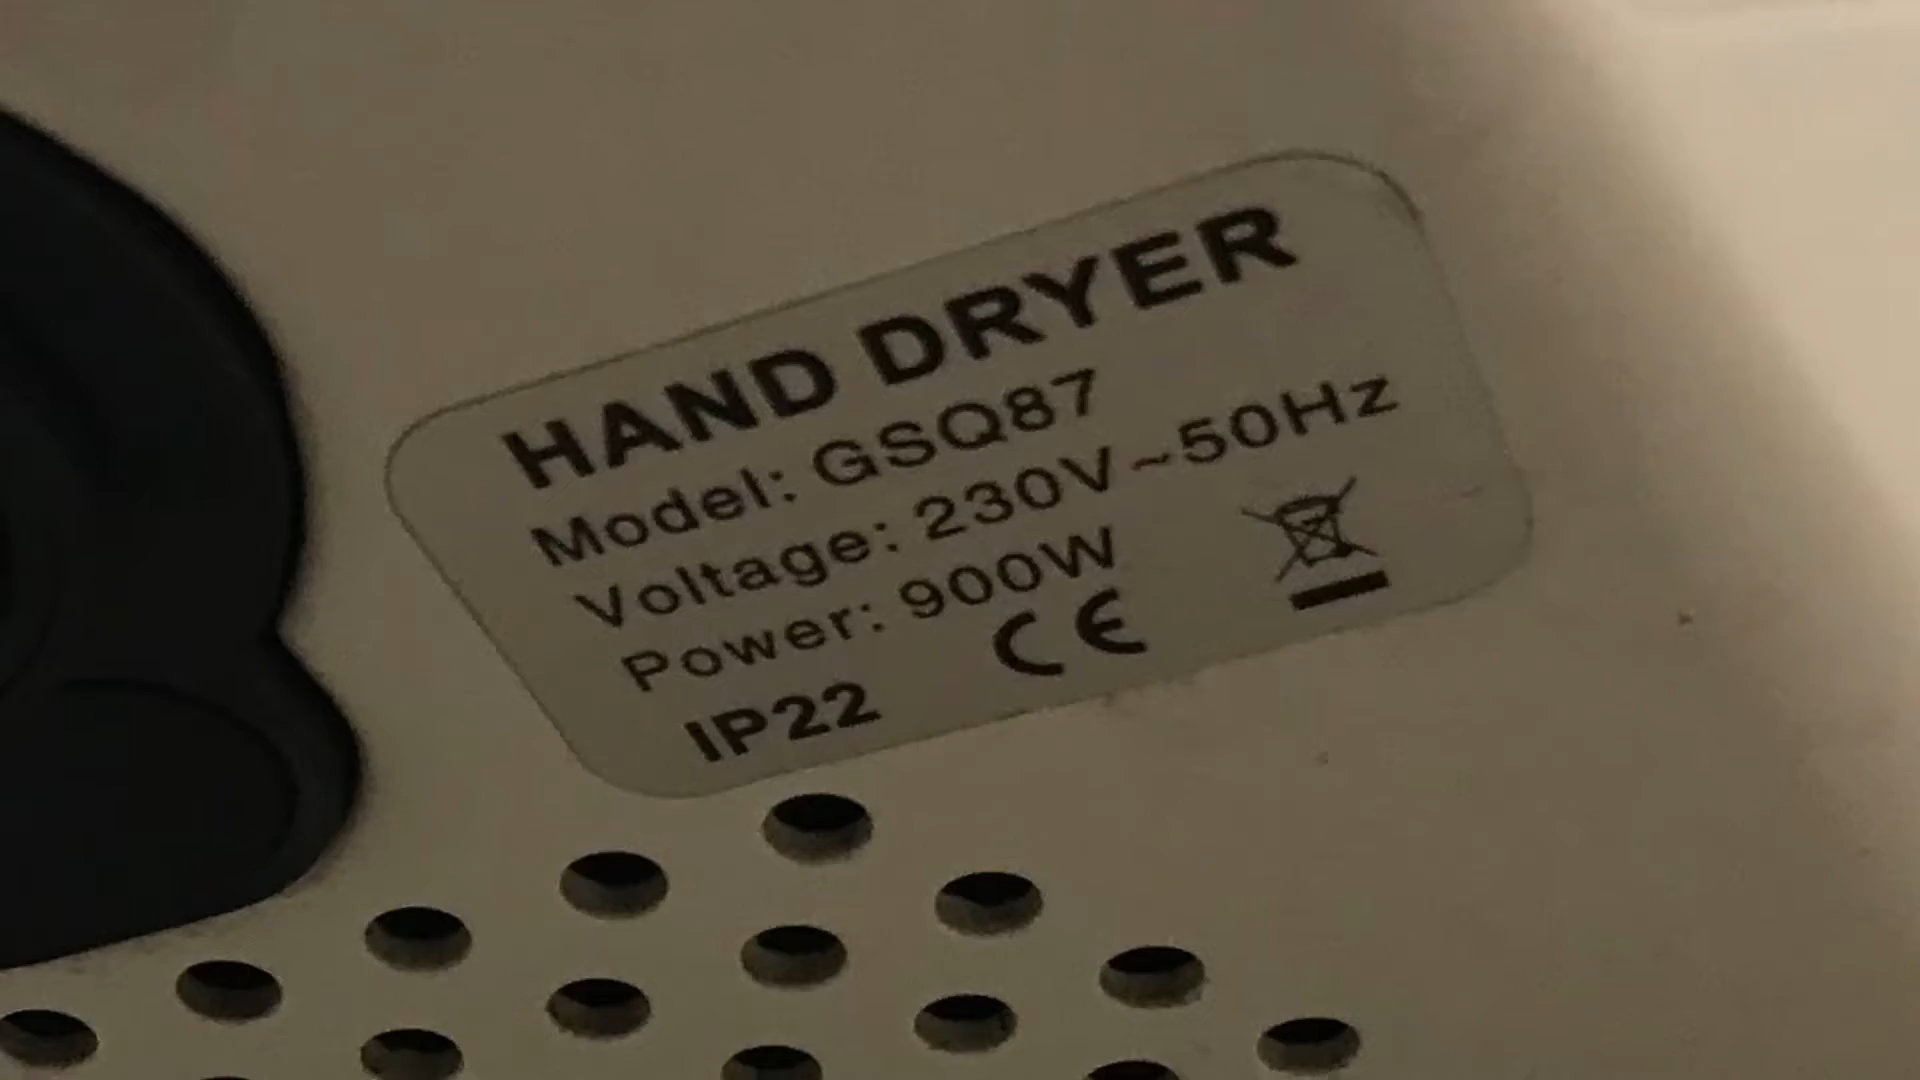 HAND DRYER
Model: GSQ87
Voltage: 230V~50Hz
Power: 900W
IP22 CE